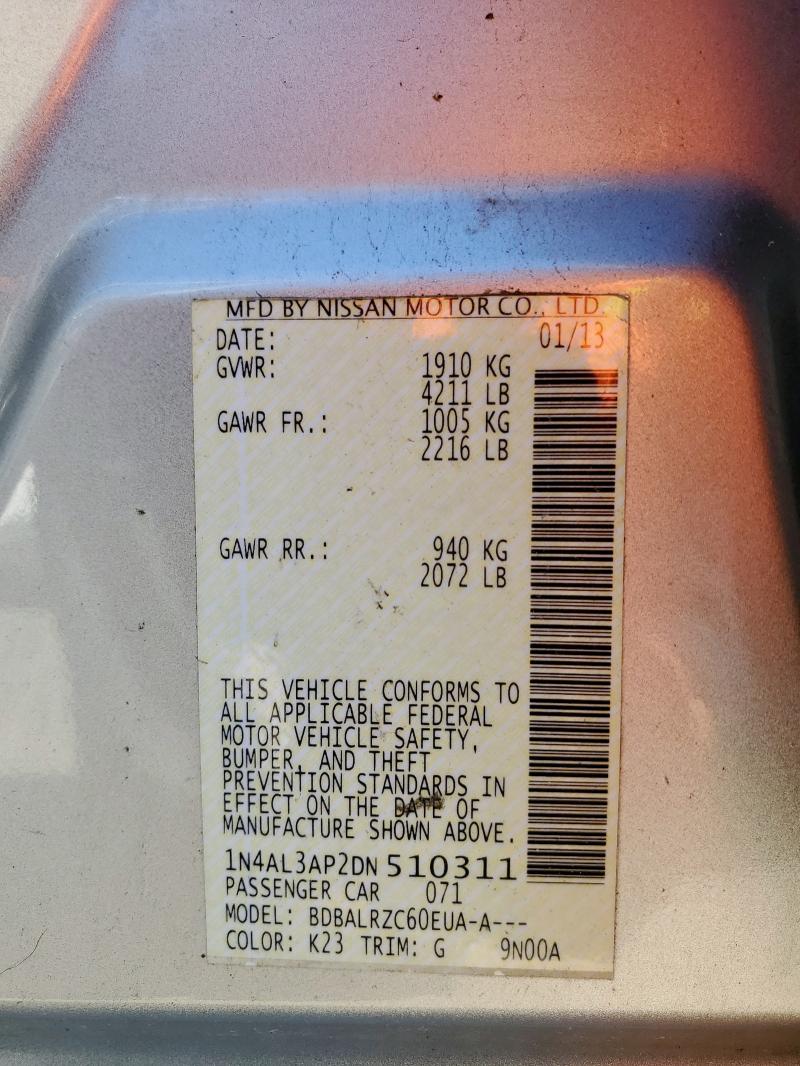 MFD BY NISSAN MOTOR CO., LTD.
DATE: 01/13
GVWR: 1910 KG
4211 LB
GAWR FR.: 1005 KG
2216 LB
GAWR RR.: 940 KG
2072 LB
THIS VEHICLE CONFORMS TO
ALL APPLICABLE FEDERAL
MOTOR VEHICLE SAFETY,
BUMPER, AND THEFT
PREVENTION STANDARDS IN
EFFECT ON THE DATE OF
MANUFACTURE SHOWN ABOVE.
1N4AL3AP2DN 510311
PASSENGER CAR 071
MODEL: BDBALRZC60EUA-A---
COLOR: K23 TRIM: G 9N00A